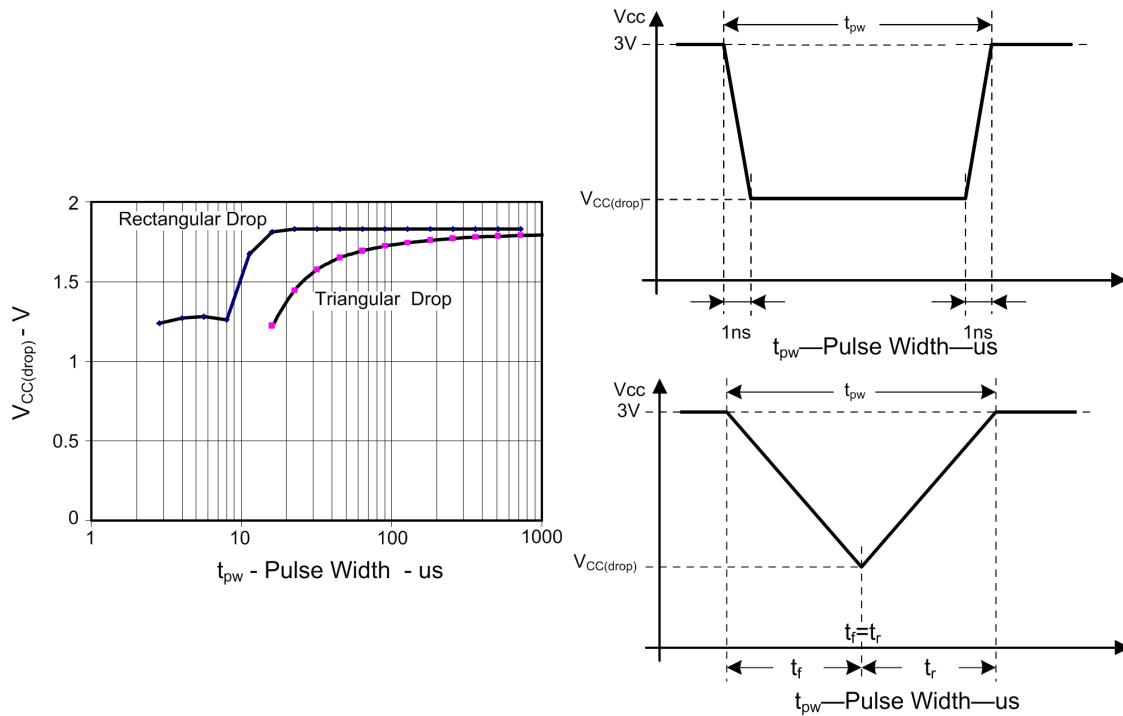 2
Rectangular Drop
1.5
Triangular Drop
1
0.5
0
1 10 100 1000
VCC(drop) - V
tpw - Pulse Width - us
Vcc
tpw
3V
VCC(drop)
1ns 1ns
tpw—Pulse Width—us
Vcc
tpw
3V
VCC(drop)
tf=tr
tf tr
tpw—Pulse Width—us